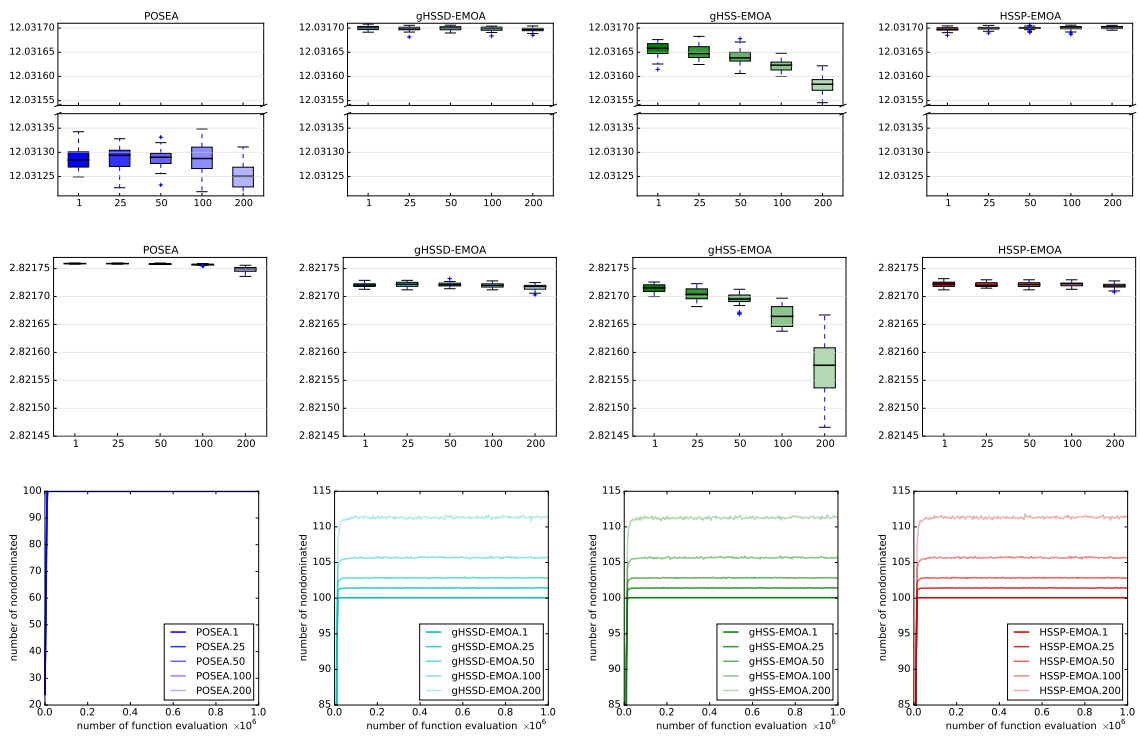 POSEA
12.03170
12.03165
12.03160
12.03155
12.03135
12.03130
12.03125
1 25 50 100 200
gHSSD-EMOA
12.03170
12.03165
12.03160
12.03155
12.03135
12.03130
12.03125
1 25 50 100 200
gHSS-EMOA
12.03170
12.03165
12.03160
12.03155
12.03135
12.03130
12.03125
1 25 50 100 200
HSSP-EMOA
12.03170
12.03165
12.03160
12.03155
12.03135
12.03130
12.03125
1 25 50 100 200
POSEA
2.82175
2.82170
2.82165
2.82160
2.82155
2.82150
2.82145
1 25 50 100 200
gHSSD-EMOA
2.82175
2.82170
2.82165
2.82160
2.82155
2.82150
2.82145
1 25 50 100 200
gHSS-EMOA
2.82175
2.82170
2.82165
2.82160
2.82155
2.82150
2.82145
1 25 50 100 200
HSSP-EMOA
2.82175
2.82170
2.82165
2.82160
2.82155
2.82150
2.82145
1 25 50 100 200
number of nondominated
100
90
80
70
60
50
40
30
20
POSEA.1
POSEA.25
POSEA.50
POSEA.100
POSEA.200
0.0 0.2 0.4 0.6 0.8 1.0
number of function evaluation ×10⁶
number of nondominated
115
110
105
100
95
90
85
gHSSD-EMOA.1
gHSSD-EMOA.25
gHSSD-EMOA.50
gHSSD-EMOA.100
gHSSD-EMOA.200
0.0 0.2 0.4 0.6 0.8 1.0
number of function evaluation ×10⁶
number of nondominated
115
110
105
100
95
90
85
gHSS-EMOA.1
gHSS-EMOA.25
gHSS-EMOA.50
gHSS-EMOA.100
gHSS-EMOA.200
0.0 0.2 0.4 0.6 0.8 1.0
number of function evaluation ×10⁶
number of nondominated
115
110
105
100
95
90
85
HSSP-EMOA.1
HSSP-EMOA.25
HSSP-EMOA.50
HSSP-EMOA.100
HSSP-EMOA.200
0.0 0.2 0.4 0.6 0.8 1.0
number of function evaluation ×10⁶